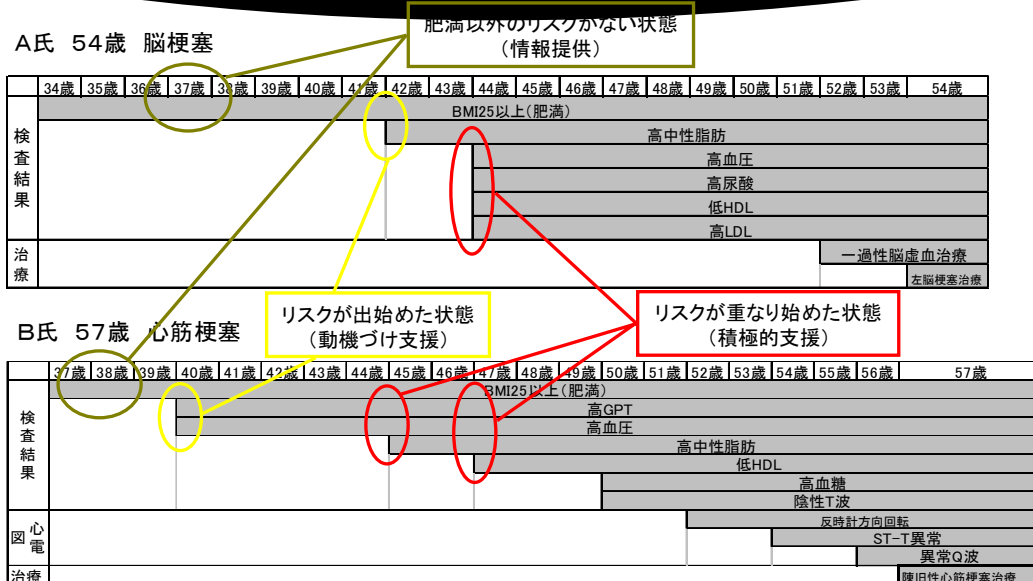 肥満以外のリスクがない状態
（情報提供）
A氏 54歳 脳梗塞
34歳 35歳 36歳 37歳 38歳 39歳 40歳 41歳 42歳 43歳 44歳 45歳 46歳 47歳 48歳 49歳 50歳 51歳 52歳 53歳 54歳
検査結果
BMI25以上（肥満）
高中性脂肪
高血圧
高尿酸
低HDL
高LDL
治療
一過性脳虚血治療
左脳梗塞治療
リスクが出始めた状態
（動機づけ支援）
リスクが重なり始めた状態
（積極的支援）
B氏 57歳 心筋梗塞
37歳 38歳 39歳 40歳 41歳 42歳 43歳 44歳 45歳 46歳 47歳 48歳 49歳 50歳 51歳 52歳 53歳 54歳 55歳 56歳 57歳
検査結果
BMI25以上（肥満）
高GPT
高血圧
高中性脂肪
低HDL
高血糖
陰性T波
心電図
反時計方向回転
ST-T異常
異常Q波
治療
陳旧性心筋梗塞治療